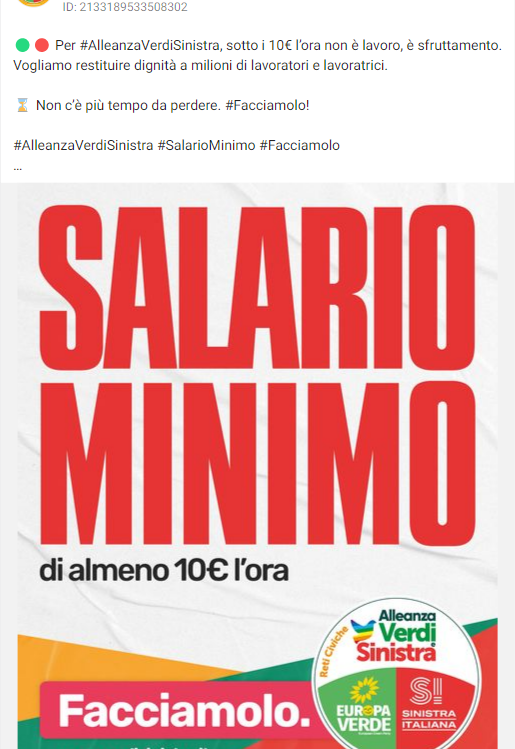 ID: 2133189533508302
🟢🔴 Per #AlleanzaVerdiSinistra, sotto i 10€ l'ora non è lavoro, è sfruttamento.
Vogliamo restituire dignità a milioni di lavoratori e lavoratrici.
⌛ Non c'è più tempo da perdere. #Facciamolo!
#AlleanzaVerdiSinistra #SalarioMinimo #Facciamolo
...
SALARIO
MINIMO
di almeno 10€ l'ora
Alleanza
Verdi
Sinistra
Reti Civiche
EUROPA
VERDE
SI
SINISTRA
ITALIANA
Facciamolo.